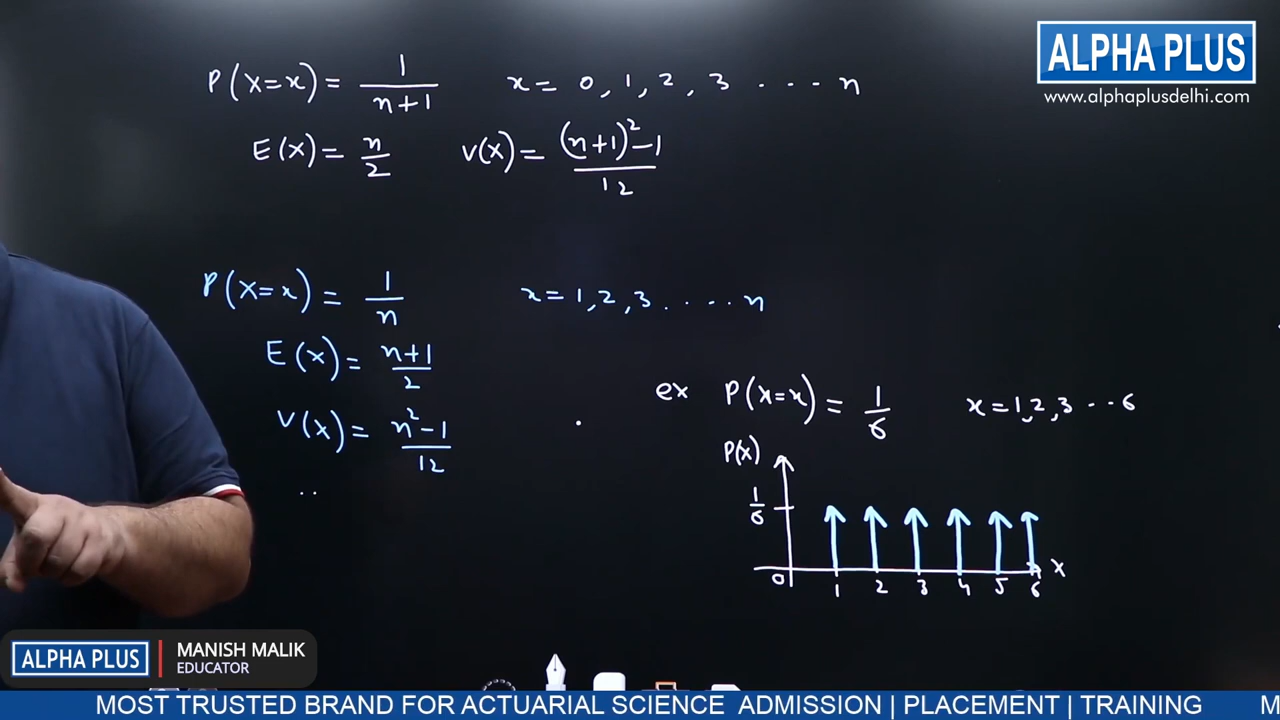 ALPHA PLUS
www.alphaplusdelhi.com
P(X=x) = 1/(n+1) x = 0, 1, 2, 3 . . . . n
E(X) = n/2 V(X) = ((n+1)²-1)/12
P(X=x) = 1/n x = 1, 2, 3 . . . . . n
E(X) = (n+1)/2
V(X) = (n²-1)/12
ex P(X=x) = 1/6 x = 1, 2, 3 . . . 6
P(x)
1/6
0 1 2 3 4 5 6 X
ALPHA PLUS
MANISH MALIK
EDUCATOR
MOST TRUSTED BRAND FOR ACTUARIAL SCIENCE ADMISSION | PLACEMENT | TRAINING M